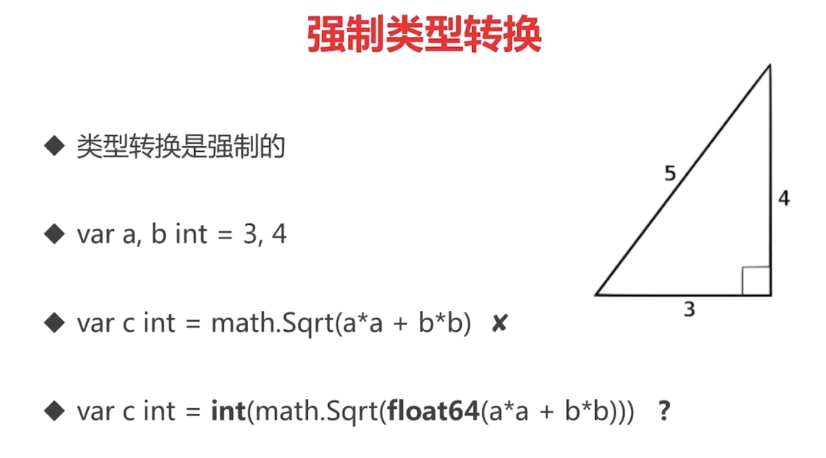 强制类型转换
◆ 类型转换是强制的
◆ var a, b int = 3, 4
◆ var c int = math.Sqrt(a*a + b*b) ✘
◆ var c int = int(math.Sqrt(float64(a*a + b*b))) ?
5
4
3